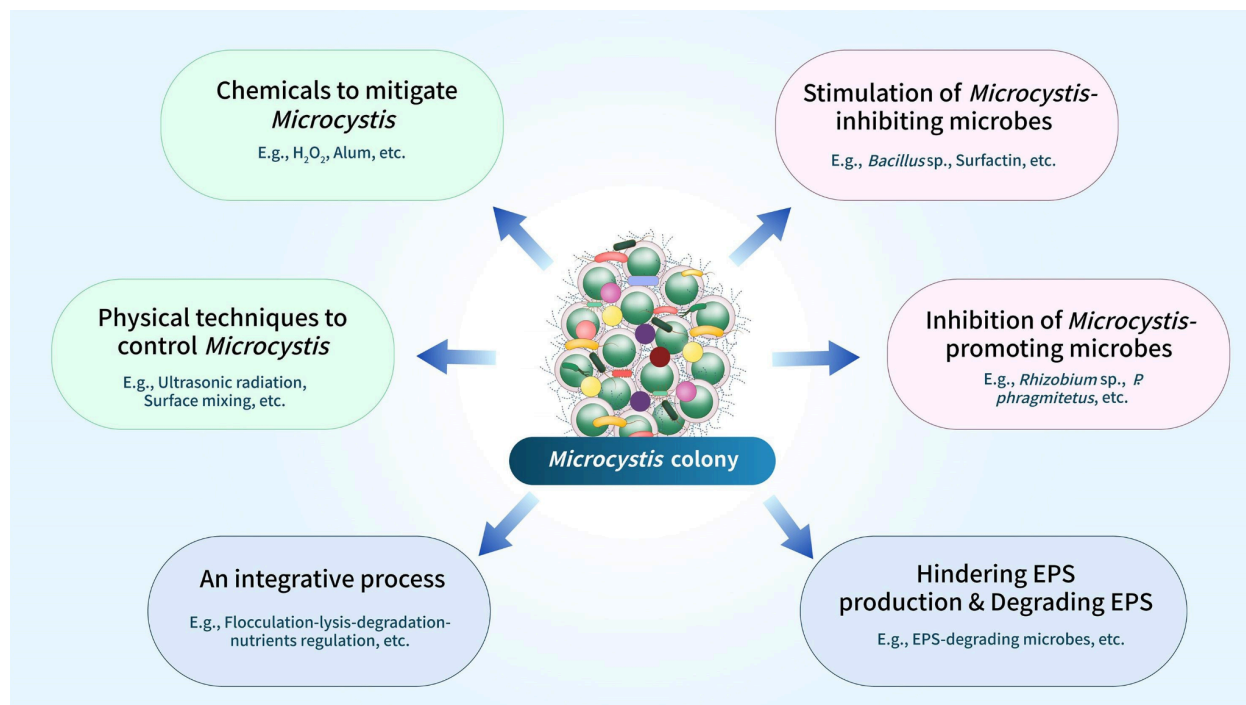 Chemicals to mitigate
Microcystis
E.g., H₂O₂, Alum, etc.
Stimulation of Microcystis-
inhibiting microbes
E.g., Bacillus sp., Surfactin, etc.
Physical techniques to
control Microcystis
E.g., Ultrasonic radiation,
Surface mixing, etc.
Inhibition of Microcystis-
promoting microbes
E.g., Rhizobium sp., P.
phragmitetus, etc.
Microcystis colony
An integrative process
E.g., Flocculation-lysis-degradation-
nutrients regulation, etc.
Hindering EPS
production & Degrading EPS
E.g., EPS-degrading microbes, etc.